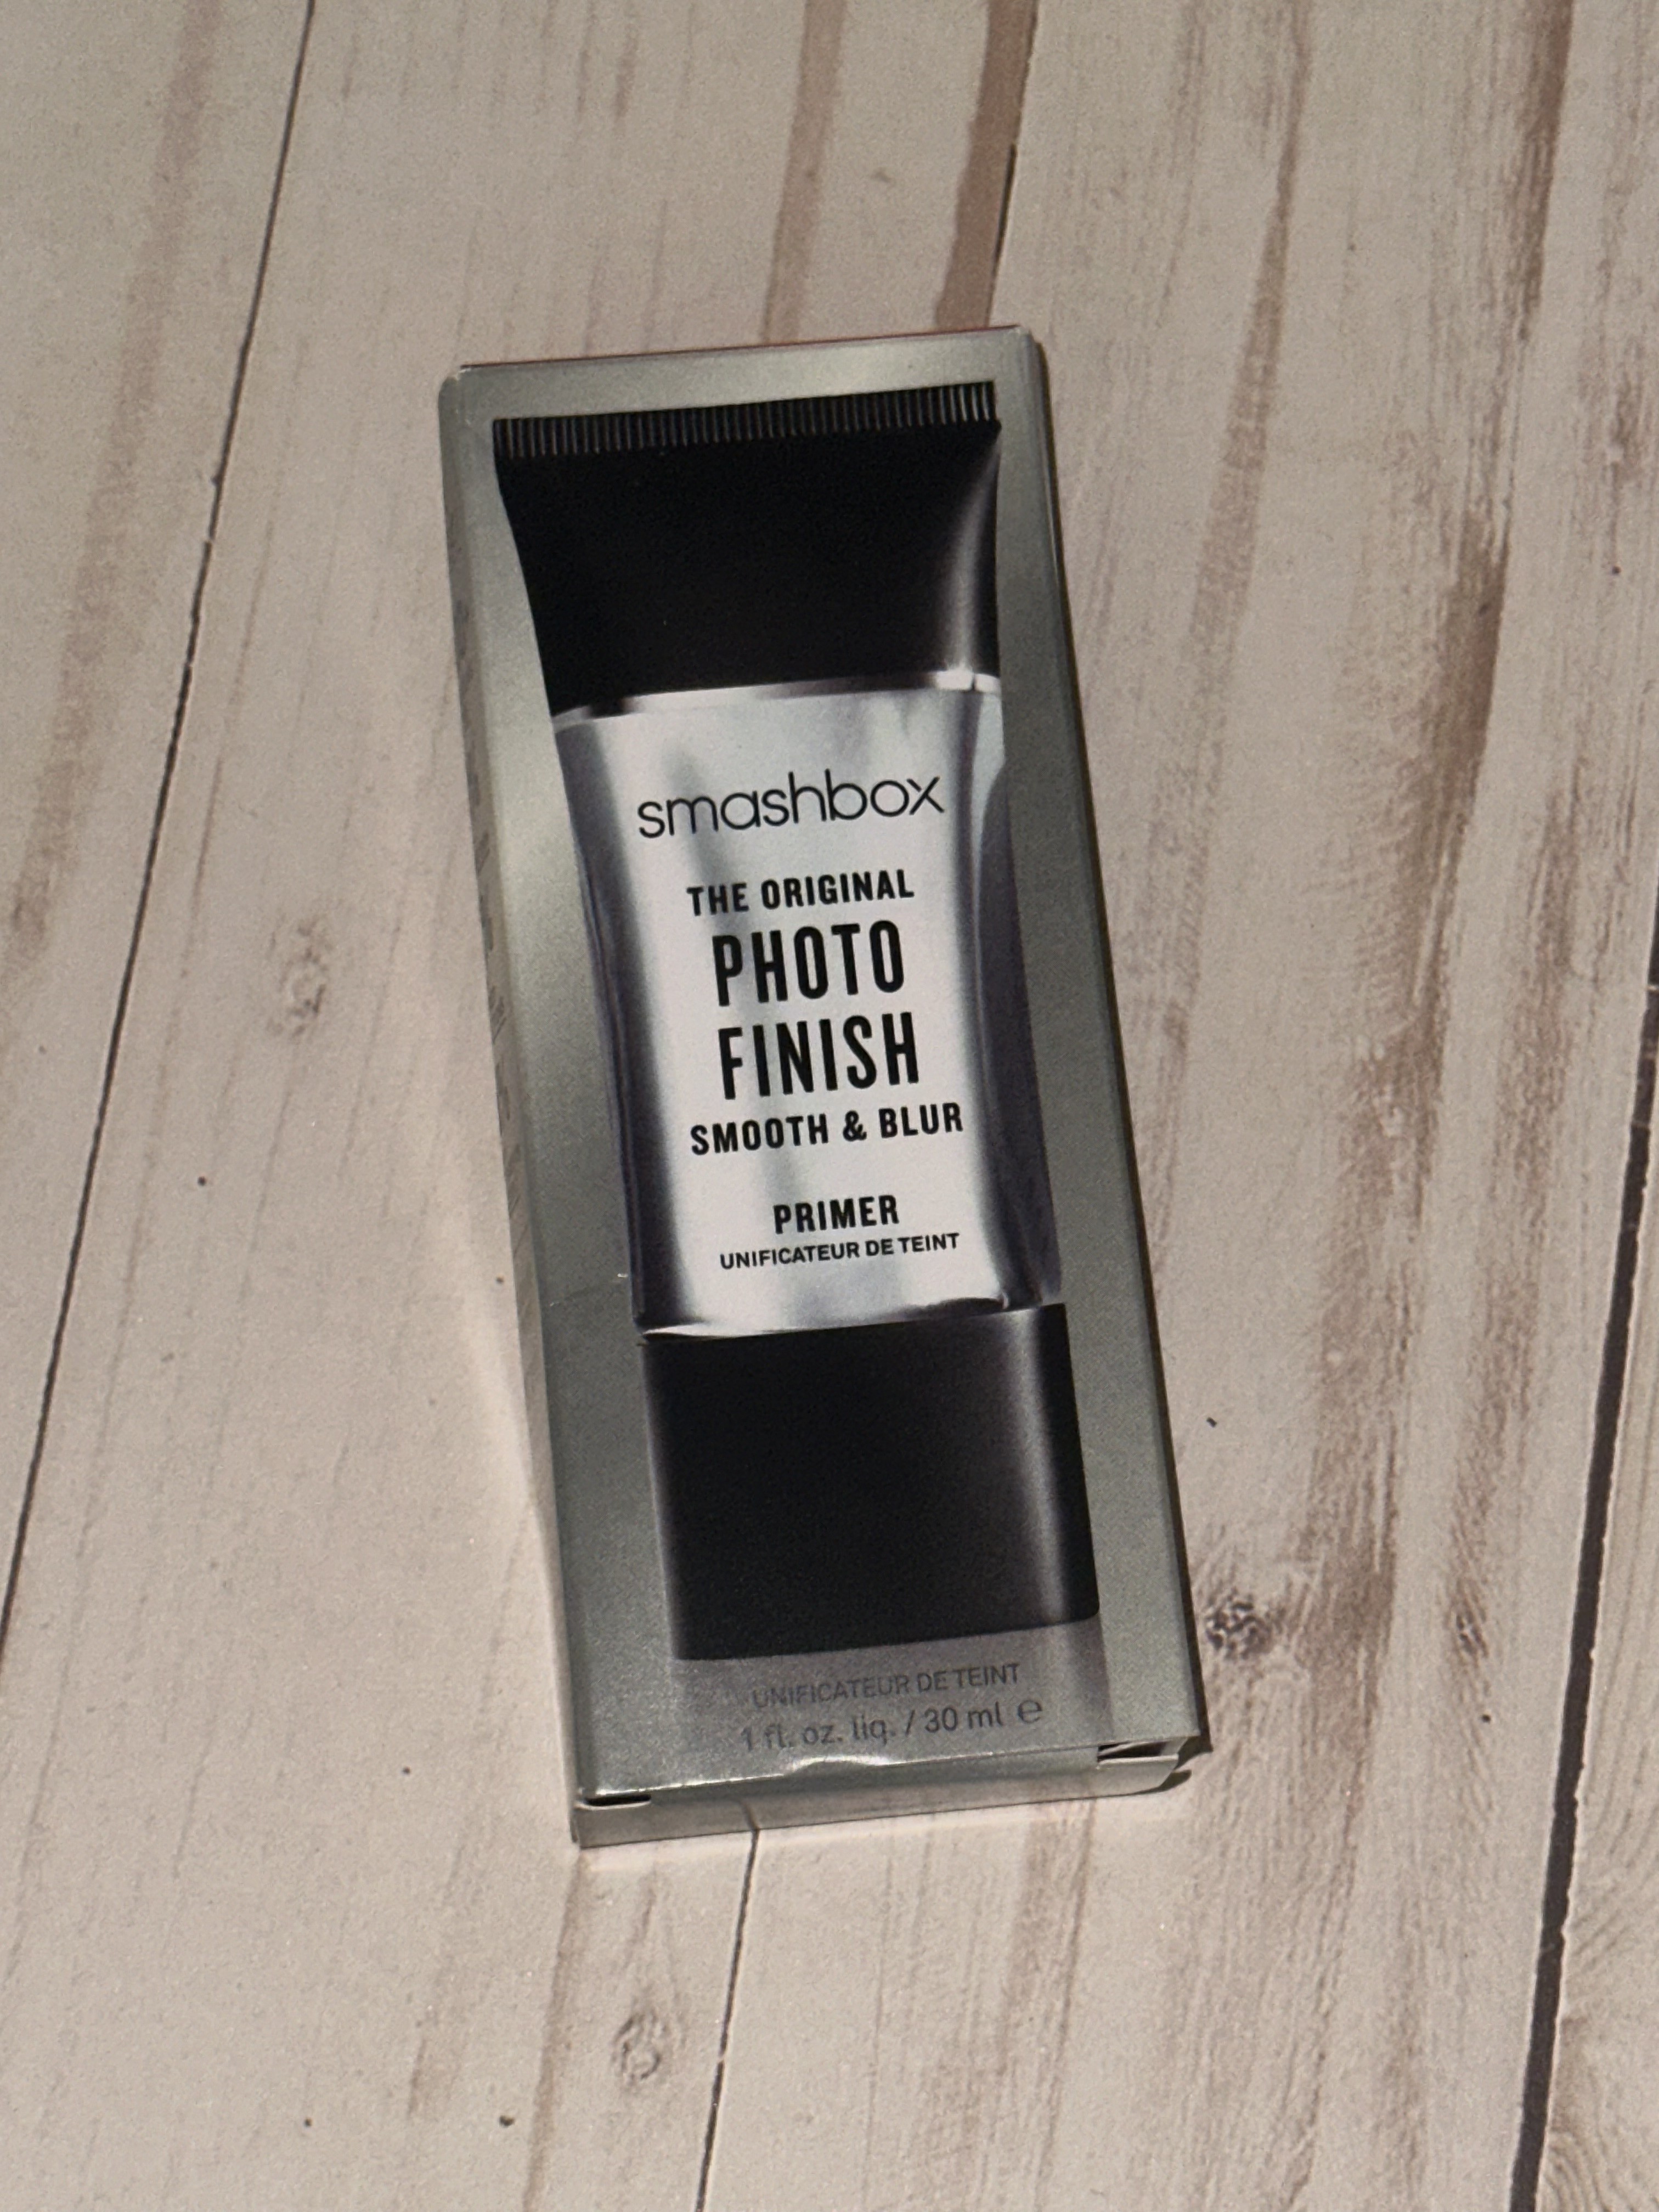 smashbox
THE ORIGINAL
PHOTO
FINISH
SMOOTH & BLUR
PRIMER
UNIFICATEUR DE TEINT
UNIFICATEUR DE TEINT
1 fl. oz. liq. / 30 ml ℮